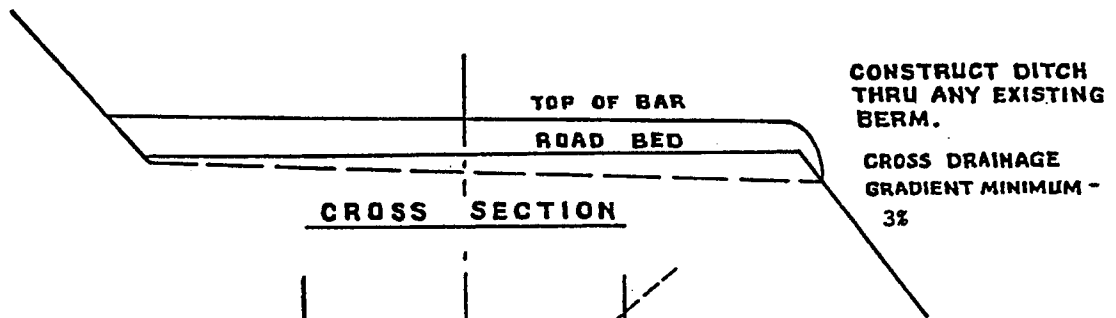 TOP OF BAR
ROAD BED
CROSS SECTION
CONSTRUCT DITCH
THRU ANY EXISTING
BERM.
CROSS DRAINAGE
GRADIENT MINIMUM -
3%